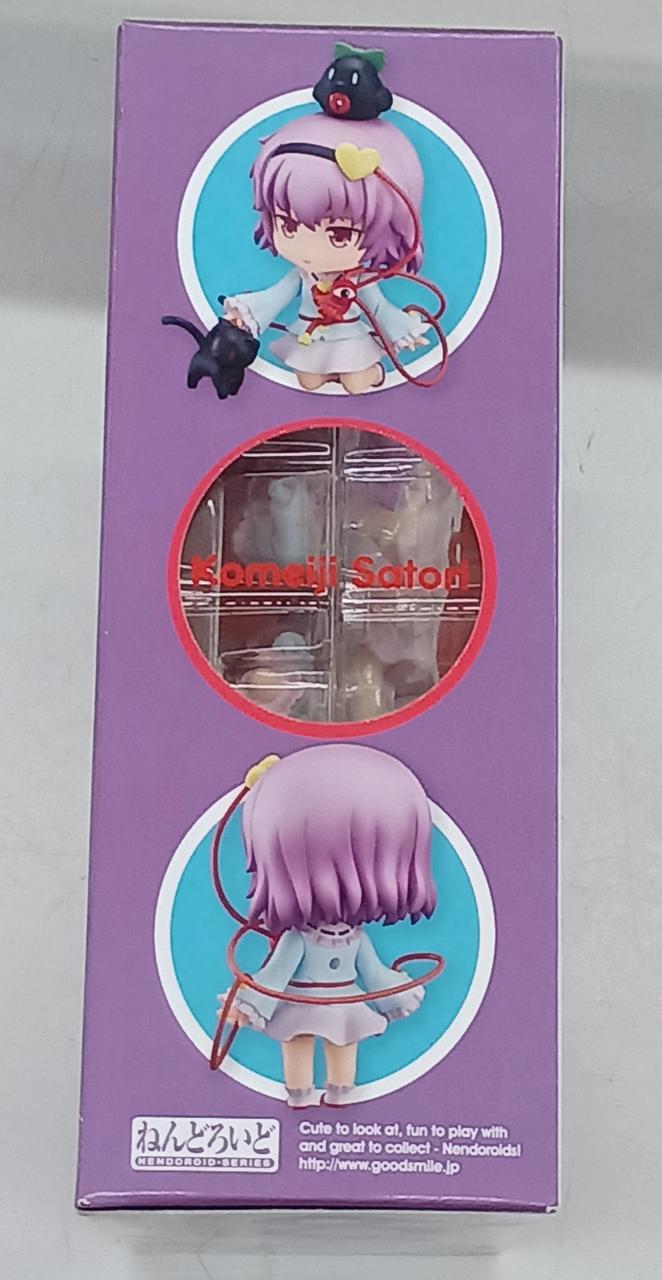 Komeiji Satori
ねんどろいど
NENDOROID•SERIES
Cute to look at, fun to play with
and great to collect - Nendoroids!
http://www.goodsmile.jp